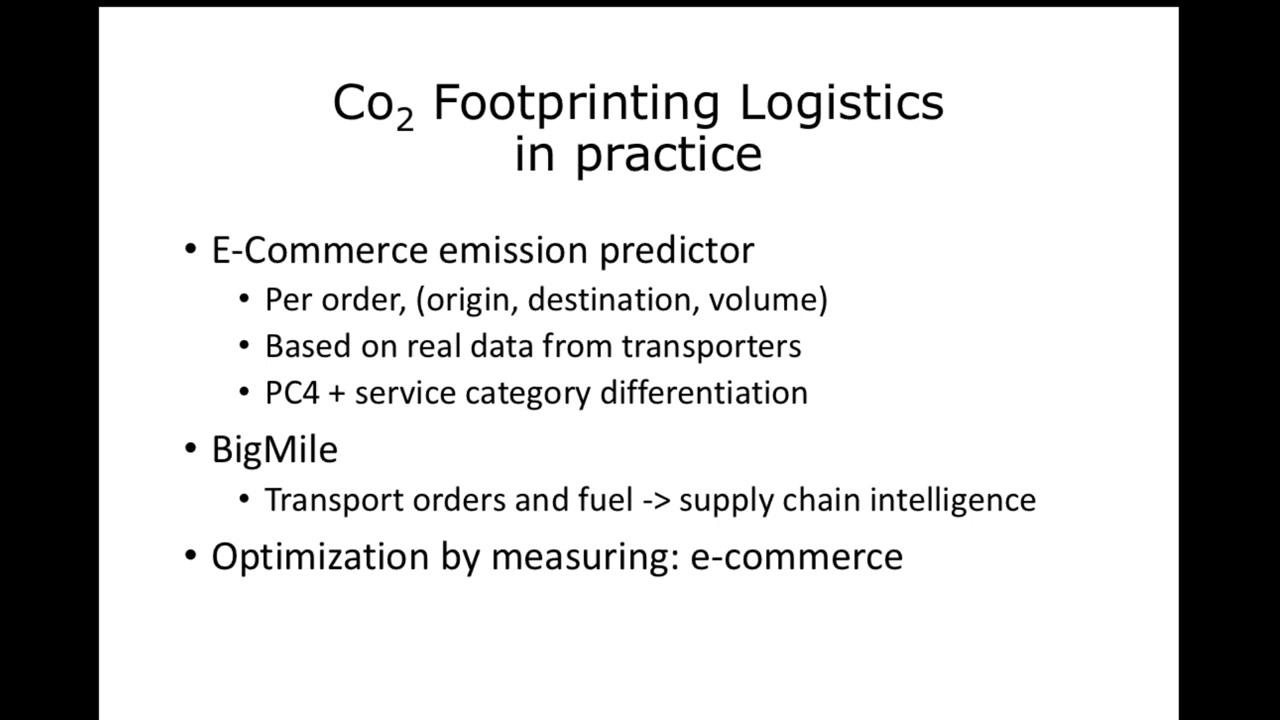 Co₂ Footprinting Logistics
in practice
• E-Commerce emission predictor
• Per order, (origin, destination, volume)
• Based on real data from transporters
• PC4 + service category differentiation
• BigMile
• Transport orders and fuel -> supply chain intelligence
• Optimization by measuring: e-commerce